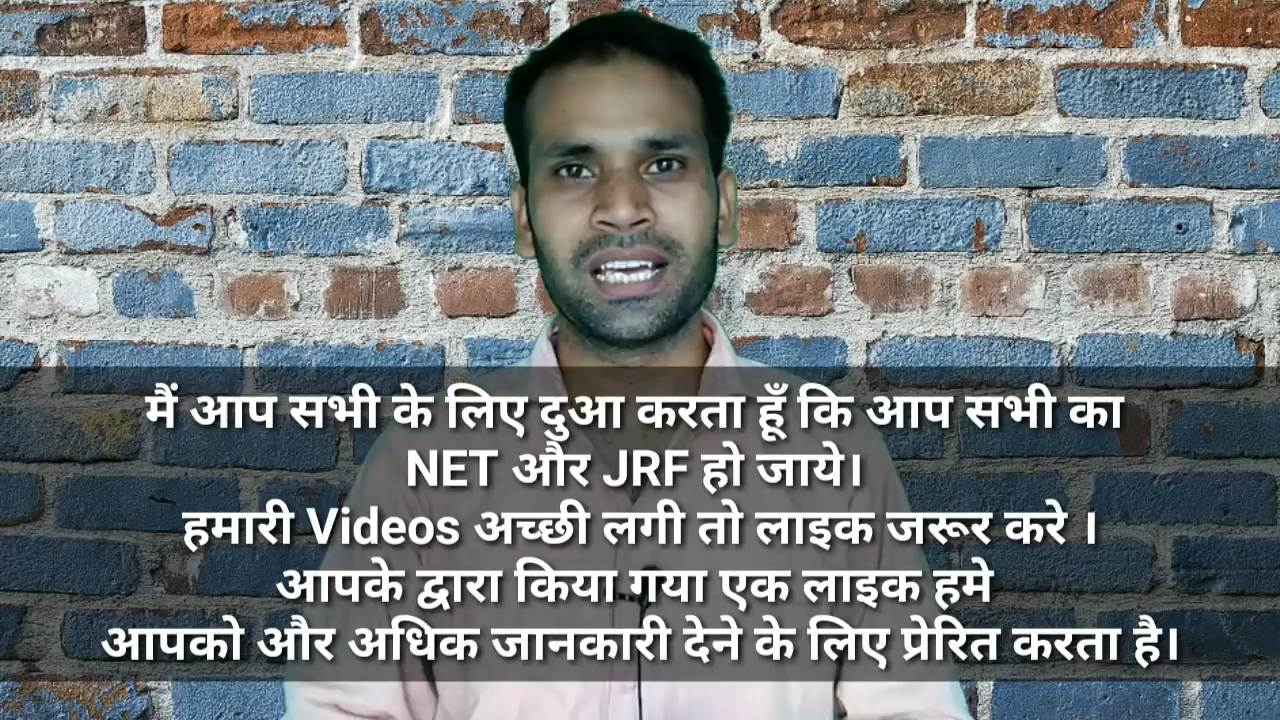 मैं आप सभी के लिए दुआ करता हूँ कि आप सभी का
NET और JRF हो जाये।
हमारी Videos अच्छी लगी तो लाइक जरूर करे ।
आपके द्वारा किया गया एक लाइक हमे
आपको और अधिक जानकारी देने के लिए प्रेरित करता है।